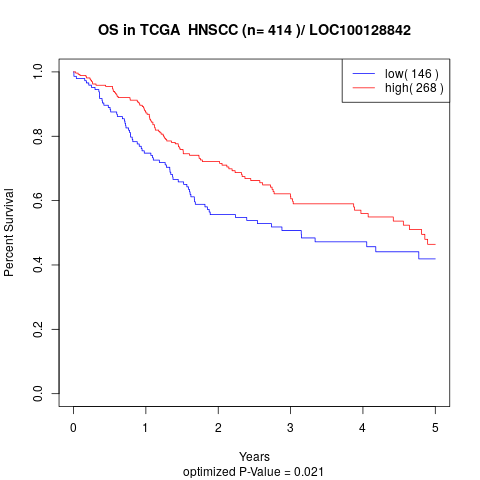 OS in TCGA  HNSCC (n= 414 )/ LOC100128842
low( 146 )
high( 268 )
Percent Survival
1.0
0.8
0.6
0.4
0.2
0.0
0 1 2 3 4 5
Years
optimized P-Value = 0.021